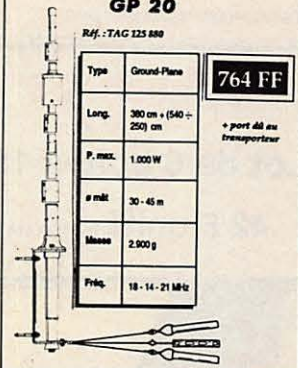 GP 20
Réf. : TAG 125 880
Type Ground-Plane
Long. 380 cm + (540 ÷
250) cm
P. max. 1.000 W
ø mât 30 - 45 m
Masse 2.900 g
Fréq. 18 - 14 - 21 MHz
764 FF
+ port dû au
transporteur